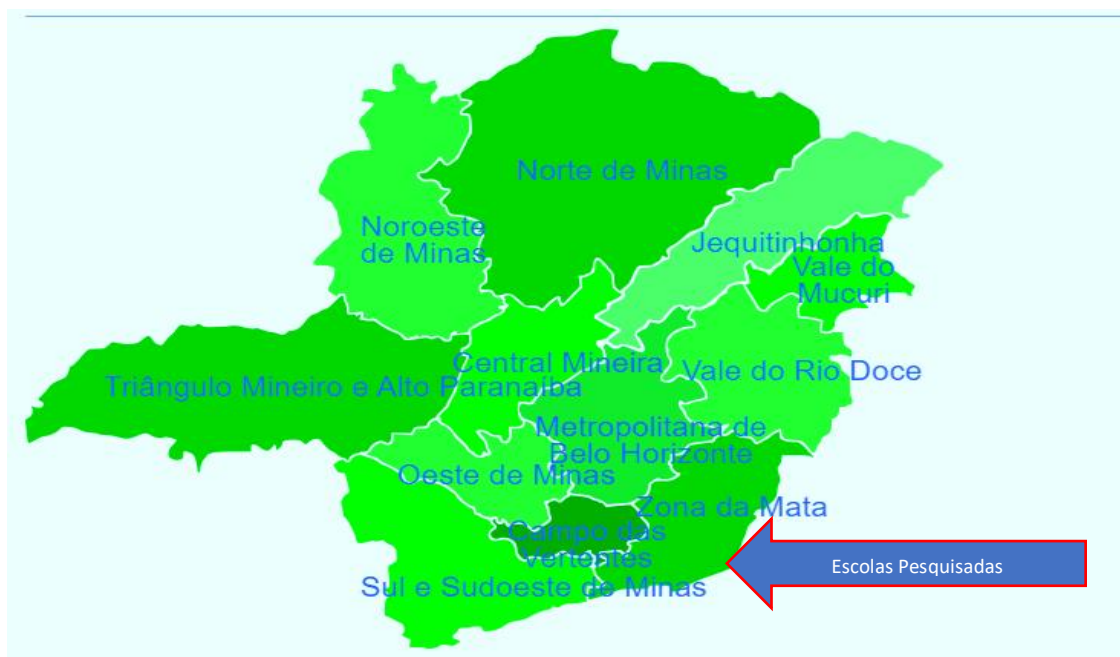 Norte de Minas
Noroeste
de Minas
Jequitinhonha
Vale do
Mucuri
Central Mineira
Vale do Rio Doce
Triângulo Mineiro e Alto Paranaíba
Metropolitana de
Belo Horizonte
Oeste de Minas
Zona da Mata
Campo das
Vertentes
Escolas Pesquisadas
Sul e Sudoeste de Minas